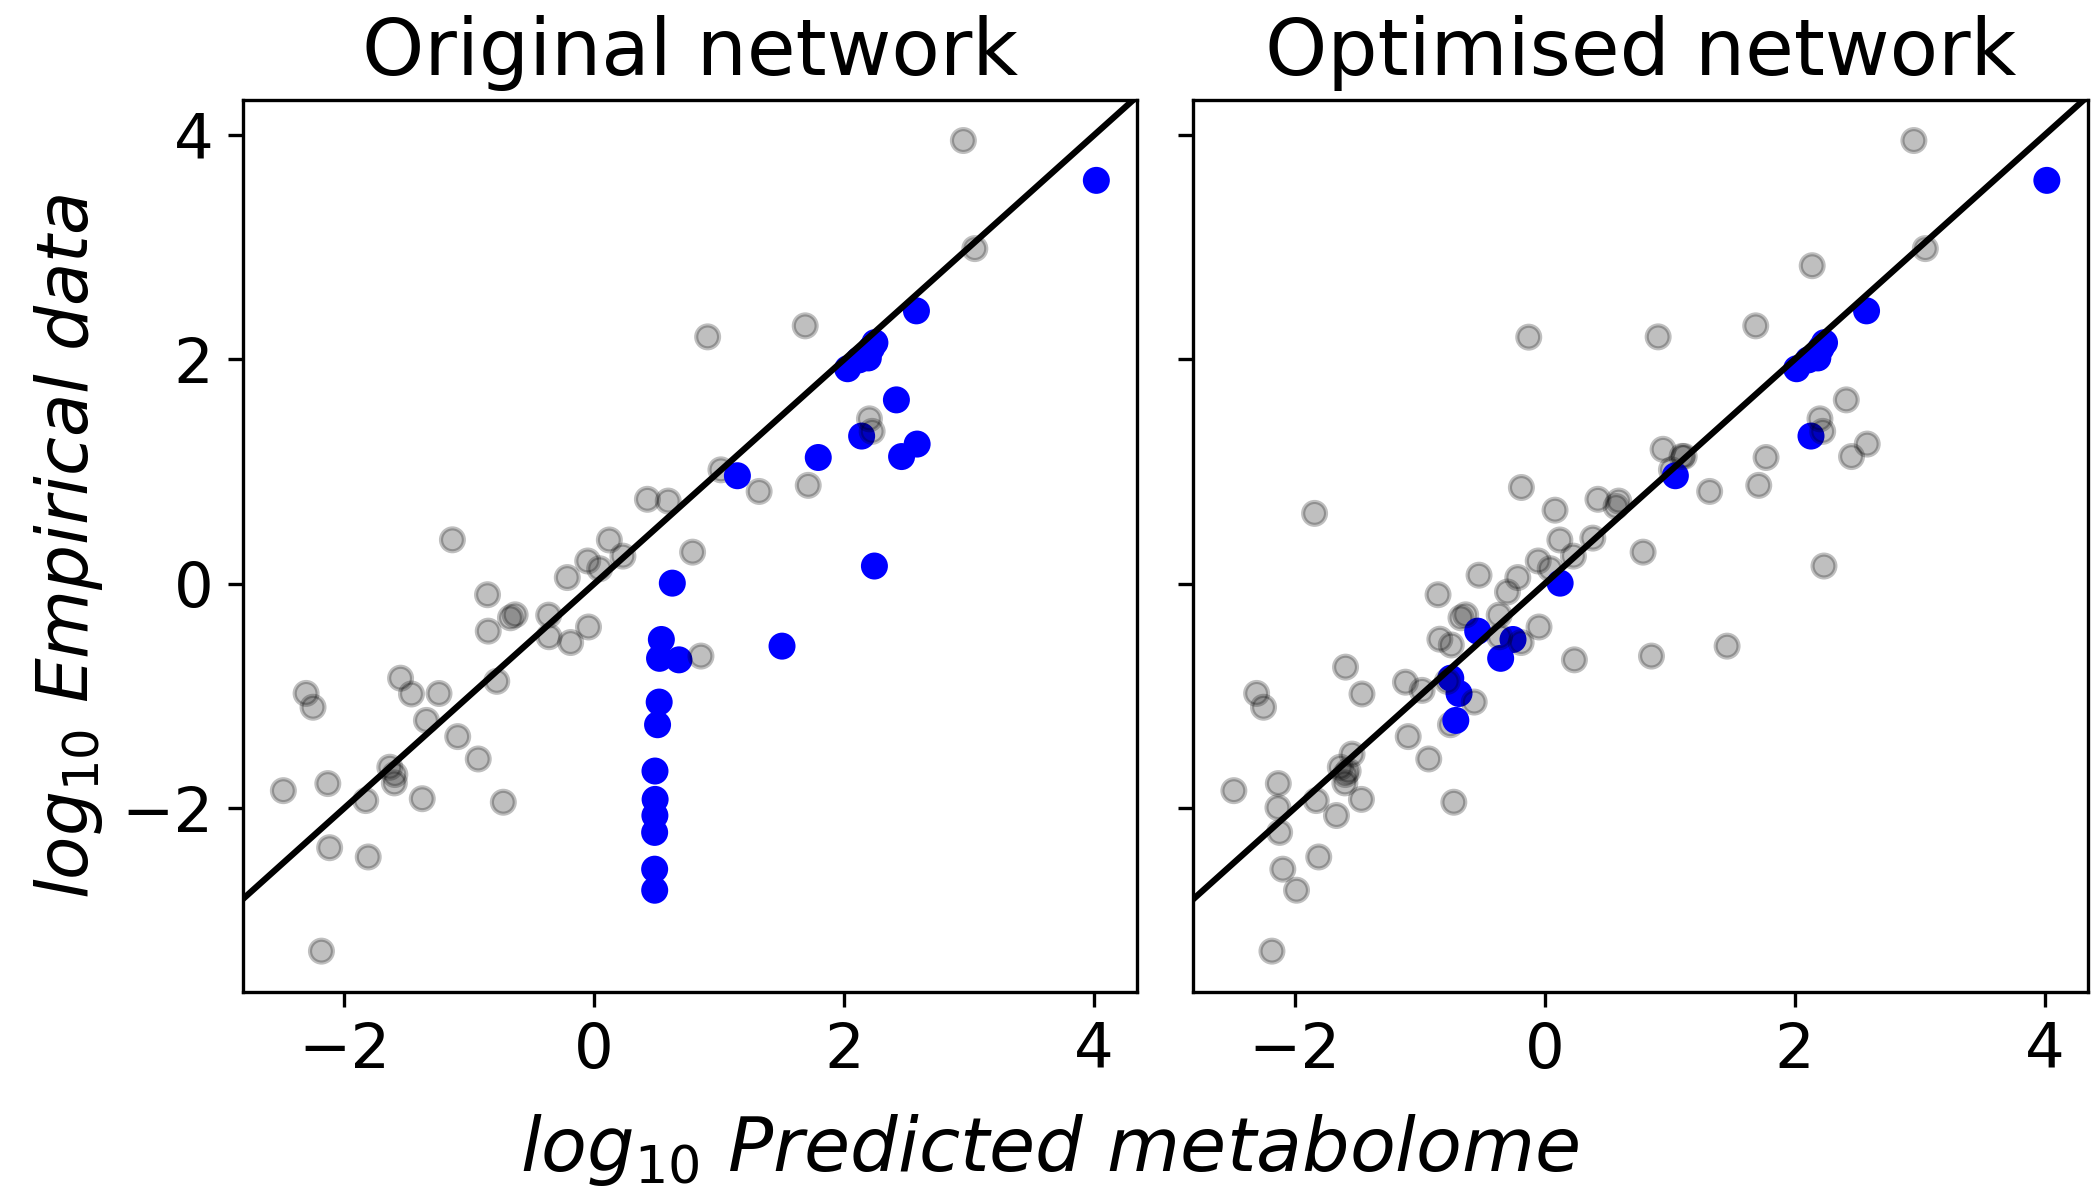 Original network
Optimised network
4
2
0
−2
−2 0 2 4
−2 0 2 4
log10 Empirical data
log10 Predicted metabolome